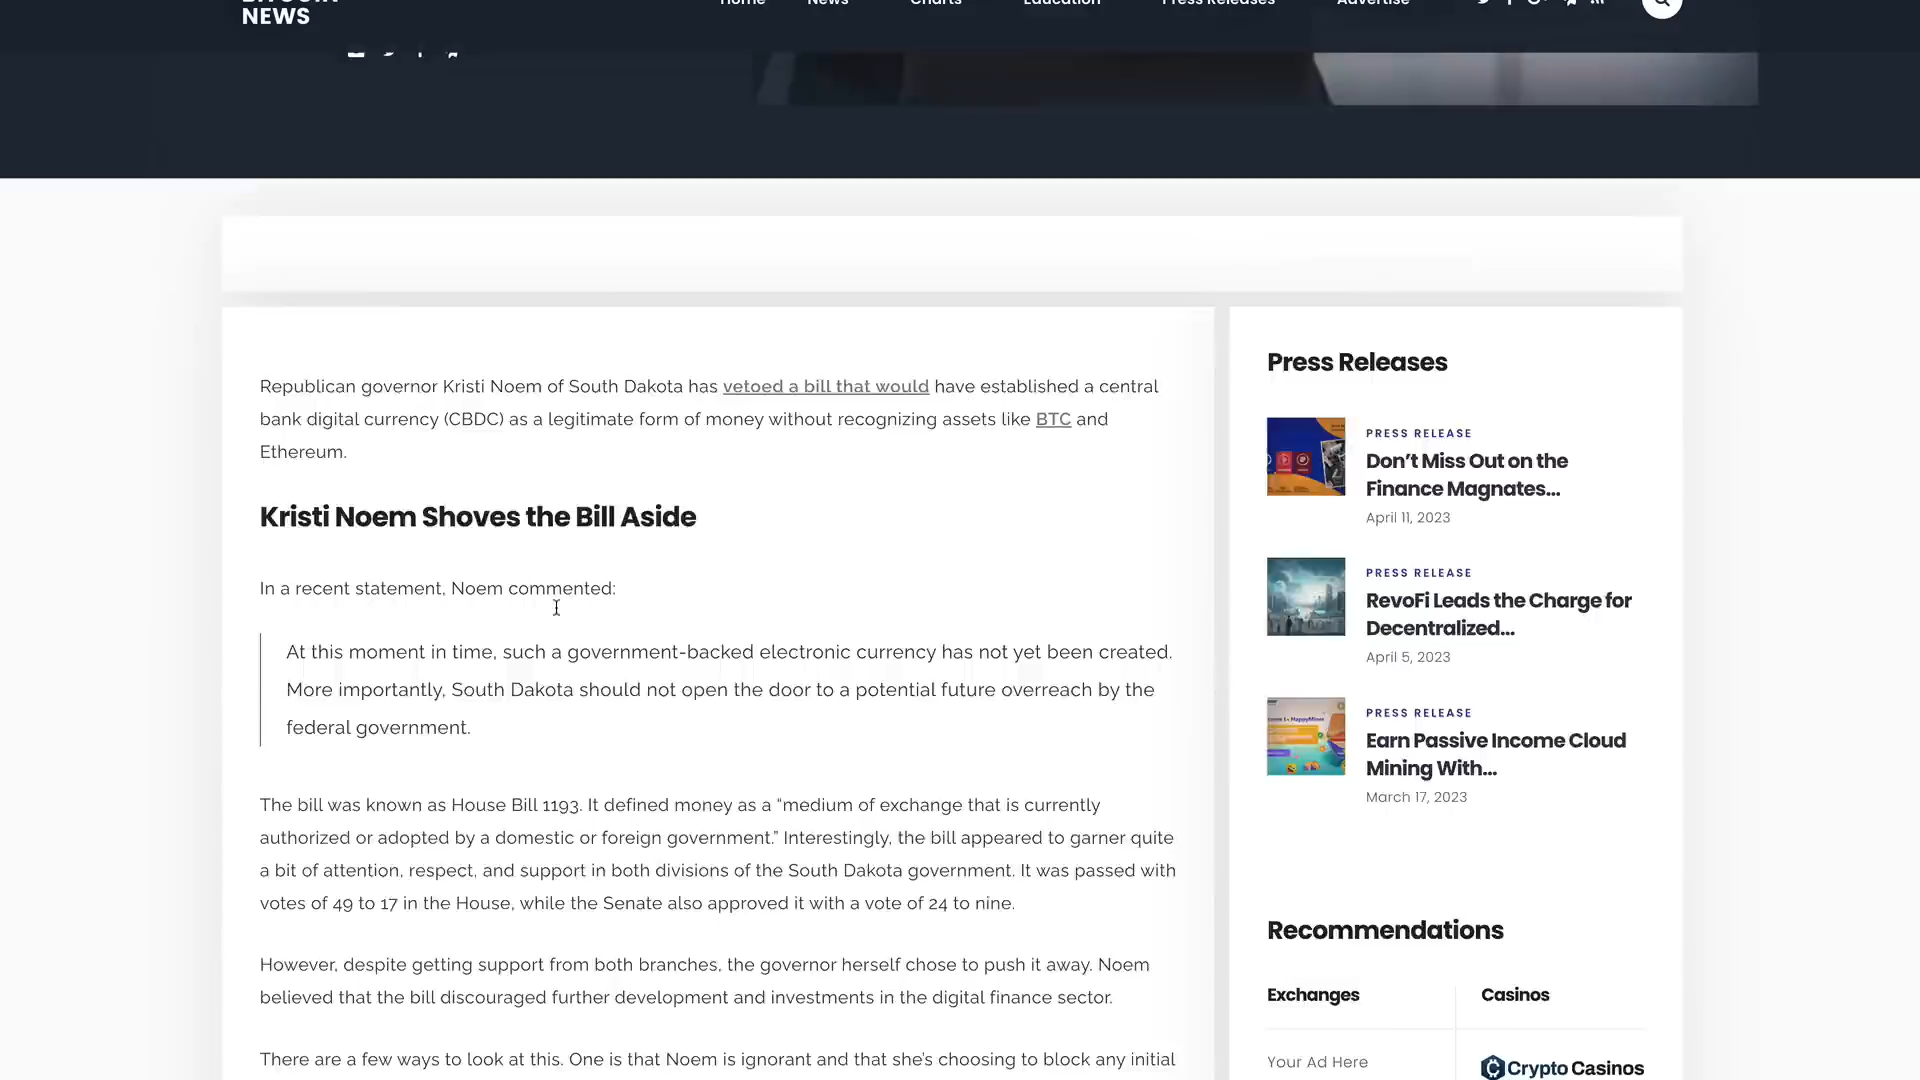 BITCOIN
NEWS
Home News Charts Education Press Releases Advertise
Republican governor Kristi Noem of South Dakota has vetoed a bill that would have established a central
bank digital currency (CBDC) as a legitimate form of money without recognizing assets like BTC and
Ethereum.
Kristi Noem Shoves the Bill Aside
In a recent statement, Noem commented:
At this moment in time, such a government-backed electronic currency has not yet been created.
More importantly, South Dakota should not open the door to a potential future overreach by the
federal government.
The bill was known as House Bill 1193. It defined money as a “medium of exchange that is currently
authorized or adopted by a domestic or foreign government.” Interestingly, the bill appeared to garner quite
a bit of attention, respect, and support in both divisions of the South Dakota government. It was passed with
votes of 49 to 17 in the House, while the Senate also approved it with a vote of 24 to nine.
However, despite getting support from both branches, the governor herself chose to push it away. Noem
believed that the bill discouraged further development and investments in the digital finance sector.
There are a few ways to look at this. One is that Noem is ignorant and that she's choosing to block any initial
Press Releases
PRESS RELEASE
Don’t Miss Out on the
Finance Magnates...
April 11, 2023
PRESS RELEASE
RevoFi Leads the Charge for
Decentralized...
April 5, 2023
PRESS RELEASE
Earn Passive Income Cloud
Mining With...
March 17, 2023
Recommendations
Exchanges Casinos
Your Ad Here Crypto Casinos